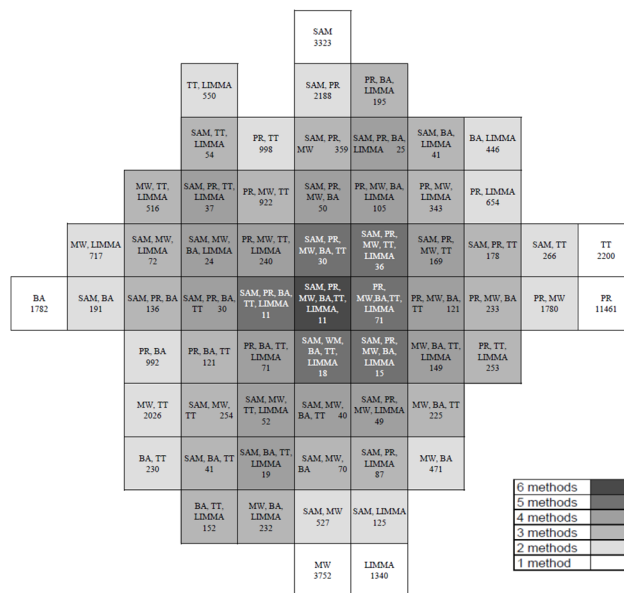 SAM
3323
TT, LIMMA
550
SAM, PR
2188
PR, BA,
LIMMA
195
SAM, TT,
LIMMA
54
PR, TT
998
SAM, PR,
MW 359
SAM, PR, BA,
LIMMA 25
SAM, BA,
LIMMA
41
BA, LIMMA
446
MW, TT,
LIMMA
516
SAM, PR, TT,
LIMMA
37
PR, MW, TT
922
SAM, PR,
MW, BA
50
PR, MW, BA,
LIMMA
105
PR, MW,
LIMMA
343
PR, LIMMA
654
MW, LIMMA
717
SAM, MW,
LIMMA
72
SAM, MW,
BA, LIMMA
24
PR, MW, TT,
LIMMA
240
SAM, PR,
MW, BA, TT
30
SAM, PR,
MW, TT,
LIMMA
36
SAM, PR,
MW, TT
169
SAM, PR, TT
178
SAM, TT
266
TT
2200
BA
1782
SAM, BA
191
SAM, PR, BA
136
SAM, PR, BA,
TT 30
SAM, PR, BA,
TT, LIMMA
11
SAM, PR,
MW, BA,TT,
LIMMA,
11
PR,
MW,BA,TT,
LIMMA
71
PR, MW, BA,
TT 121
PR, MW, BA
233
PR, MW
1780
PR
11461
PR, BA
992
PR, BA, TT
121
PR, BA, TT,
LIMMA
71
SAM, WM,
BA, TT,
LIMMA
18
SAM, PR,
MW, BA,
LIMMA
15
MW, BA, TT,
LIMMA
149
PR, TT,
LIMMA
253
MW, TT
2026
SAM, MW,
TT 254
SAM, MW,
TT, LIMMA
52
SAM, MW,
BA, TT 40
SAM, PR,
MW, LIMMA
49
MW, BA, TT
225
BA, TT
230
SAM, BA, TT
41
SAM, BA, TT,
LIMMA
19
SAM, MW,
BA 70
SAM, PR,
LIMMA
87
MW, BA
471
BA, TT,
LIMMA
152
MW, BA,
LIMMA
232
SAM, MW
527
SAM, LIMMA
125
MW
3752
LIMMA
1340
6 methods
5 methods
4 methods
3 methods
2 methods
1 method